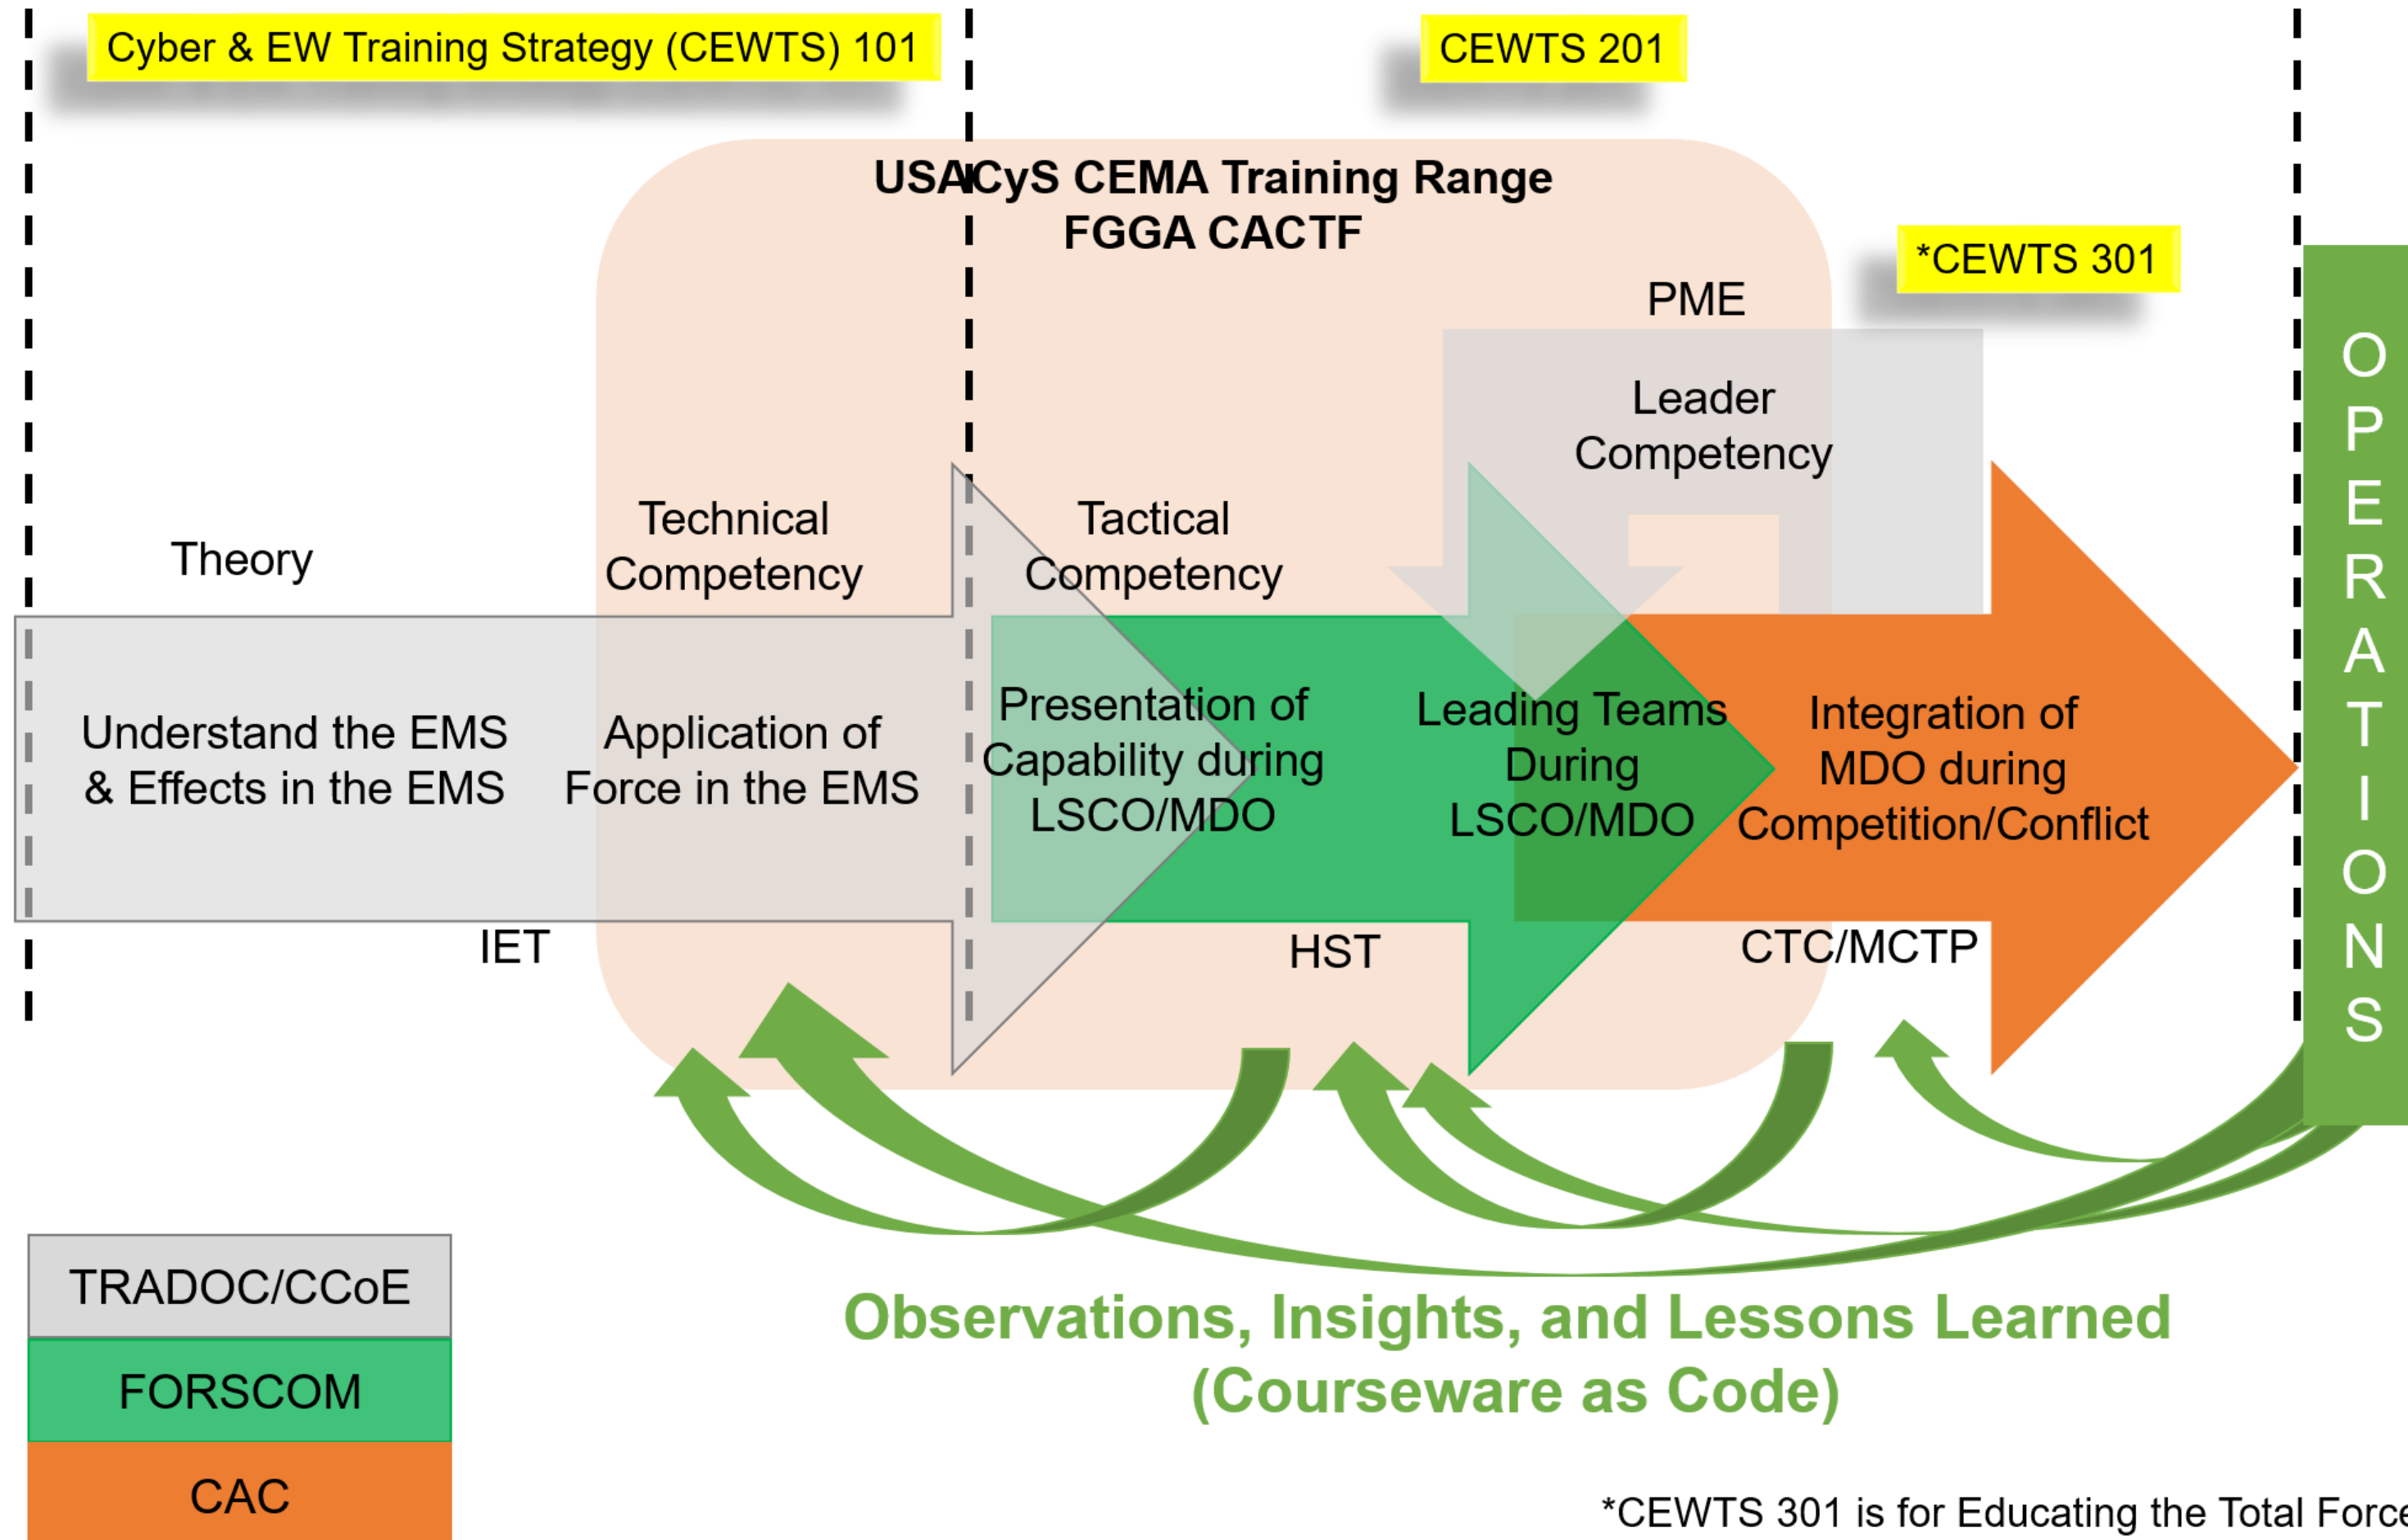 Cyber & EW Training Strategy (CEWTS) 101
CEWTS 201
USACyS CEMA Training Range
FGGA CACTF
*CEWTS 301
PME
Leader
Competency
Theory
Technical
Competency
Tactical
Competency
Understand the EMS
& Effects in the EMS
Application of
Force in the EMS
Presentation of
Capability during
LSCO/MDO
Leading Teams
During
LSCO/MDO
Integration of
MDO during
Competition/Conflict
OPERATIONS
IET
HST
CTC/MCTP
TRADOC/CCoE
FORSCOM
CAC
Observations, Insights, and Lessons Learned
(Courseware as Code)
*CEWTS 301 is for Educating the Total Force